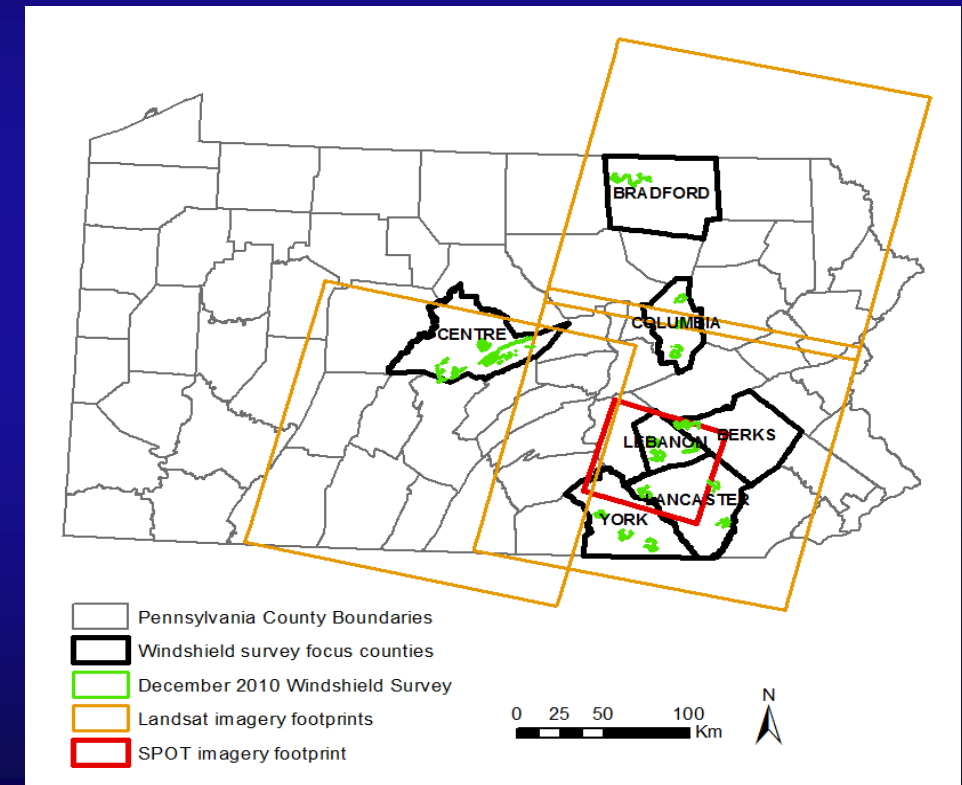 BRADFORD
COLUMBIA
CENTRE
BERKS
LEBANON
LANCASTER
YORK
Pennsylvania County Boundaries
Windshield survey focus counties
December 2010 Windshield Survey
Landsat imagery footprints
SPOT imagery footprint
0 25 50 100
Km
N